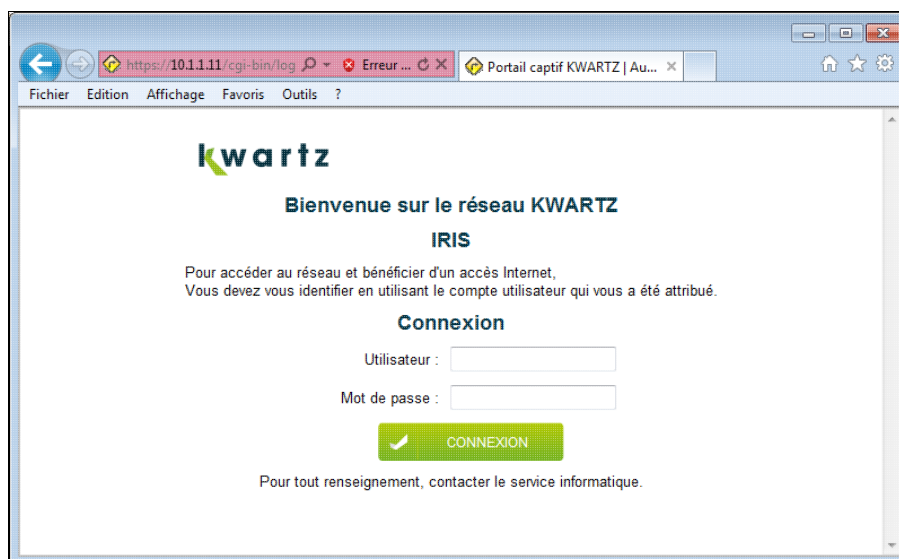 https://10.1.1.11/cgi-bin/log
Erreur ...
Portail captif KWARTZ | Au...
Fichier Edition Affichage Favoris Outils ?
kwartz
Bienvenue sur le réseau KWARTZ
IRIS
Pour accéder au réseau et bénéficier d'un accès Internet,
Vous devez vous identifier en utilisant le compte utilisateur qui vous a été attribué.
Connexion
Utilisateur :
Mot de passe :
CONNEXION
Pour tout renseignement, contacter le service informatique.